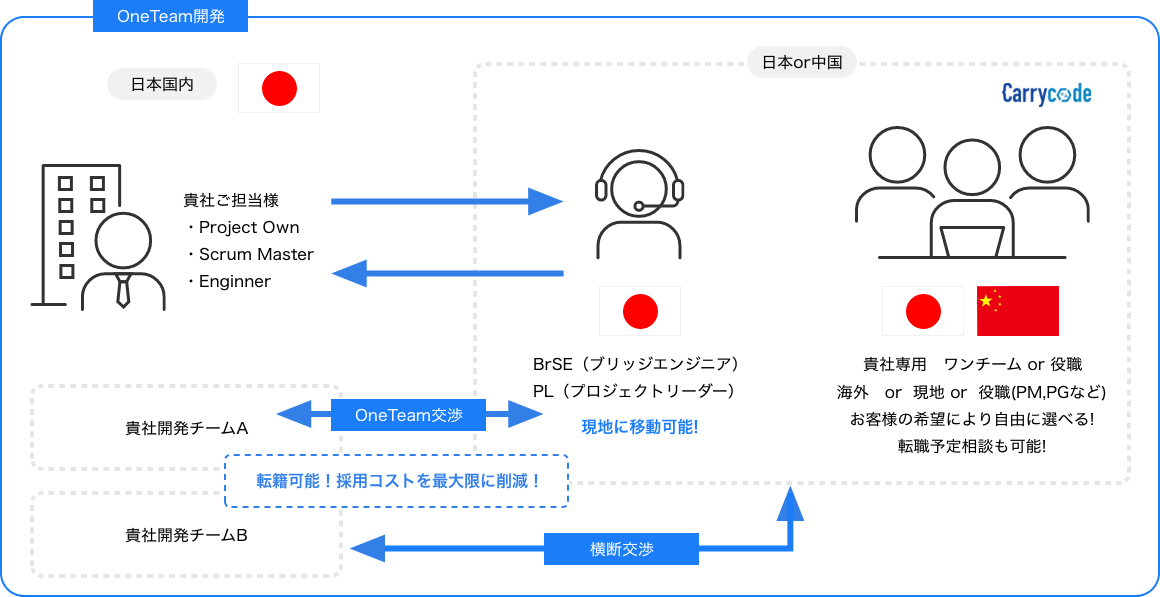 OneTeam開発
日本国内
日本or中国
Carrycode
貴社ご担当様
・Project Own
・Scrum Master
・Enginner
BrSE（ブリッジエンジニア）
PL（プロジェクトリーダー）
現地に移動可能!
貴社専用　ワンチーム or 役職
海外　or 現地 or 役職(PM,PGなど)
お客様の希望により自由に選べる!
転職予定相談も可能!
OneTeam交渉
貴社開発チームA
転籍可能！採用コストを最大限に削減！
貴社開発チームB
横断交渉